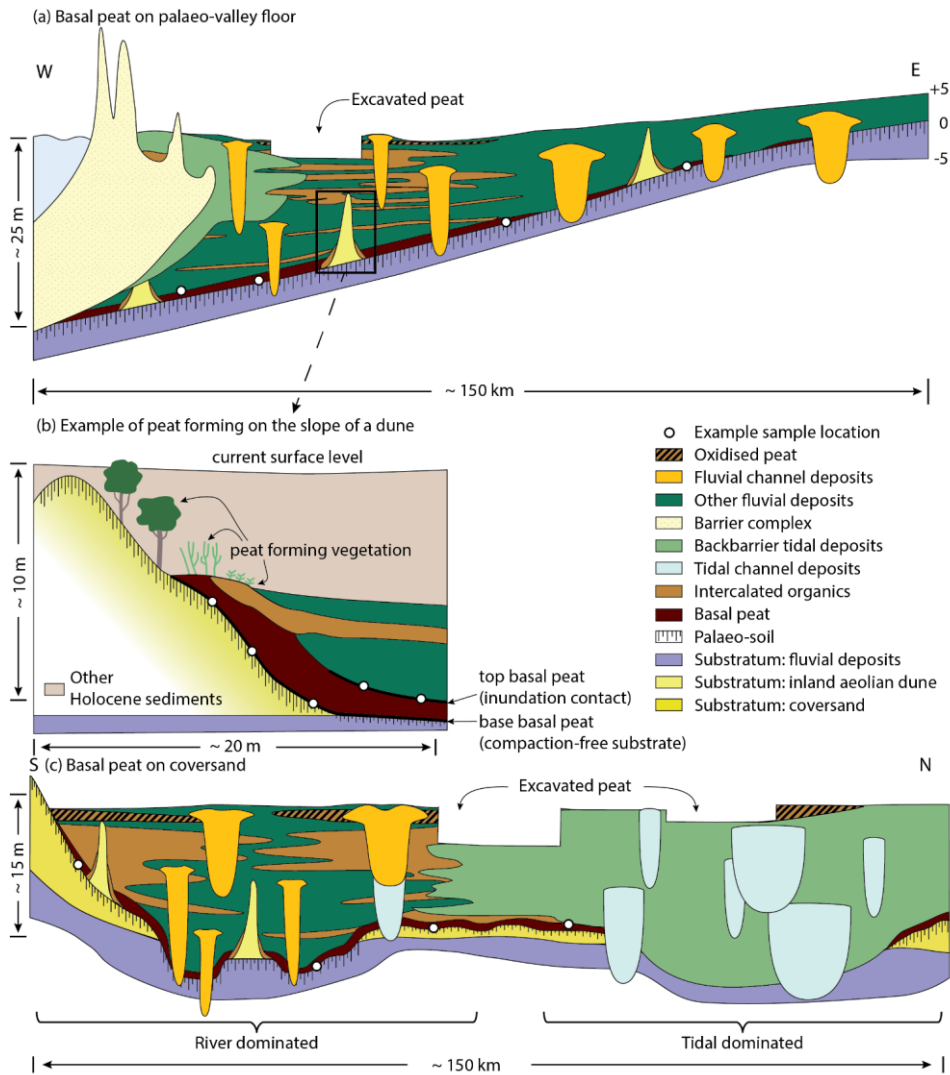 (a) Basal peat on palaeo-valley floor
W
E
Excavated peat
+5
0
-5
~ 25 m
~ 150 km
(b) Example of peat forming on the slope of a dune
current surface level
peat forming vegetation
~ 10 m
Other
Holocene sediments
top basal peat
(inundation contact)
base basal peat
(compaction-free substrate)
~ 20 m
Example sample location
Oxidised peat
Fluvial channel deposits
Other fluvial deposits
Barrier complex
Backbarrier tidal deposits
Tidal channel deposits
Intercalated organics
Basal peat
Palaeo-soil
Substratum: fluvial deposits
Substratum: inland aeolian dune
Substratum: coversand
S (c) Basal peat on coversand
N
Excavated peat
~ 15 m
River dominated
Tidal dominated
~ 150 km